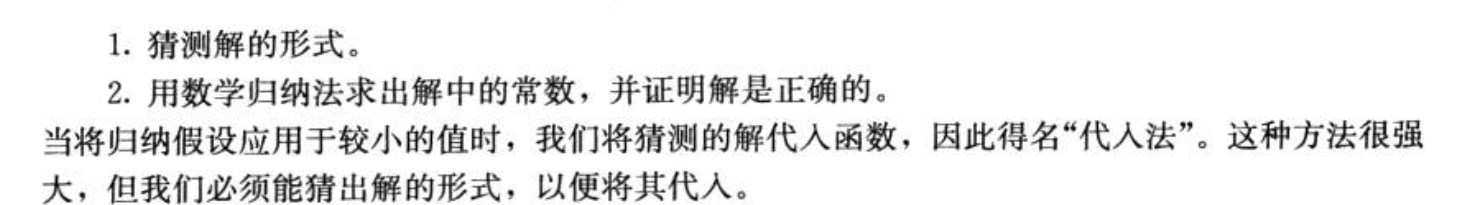 1. 猜测解的形式。
2. 用数学归纳法求出解中的常数，并证明解是正确的。
当将归纳假设应用于较小的值时，我们将猜测的解代入函数，因此得名“代入法”。这种方法很强
大，但我们必须能猜出解的形式，以便将其代入。